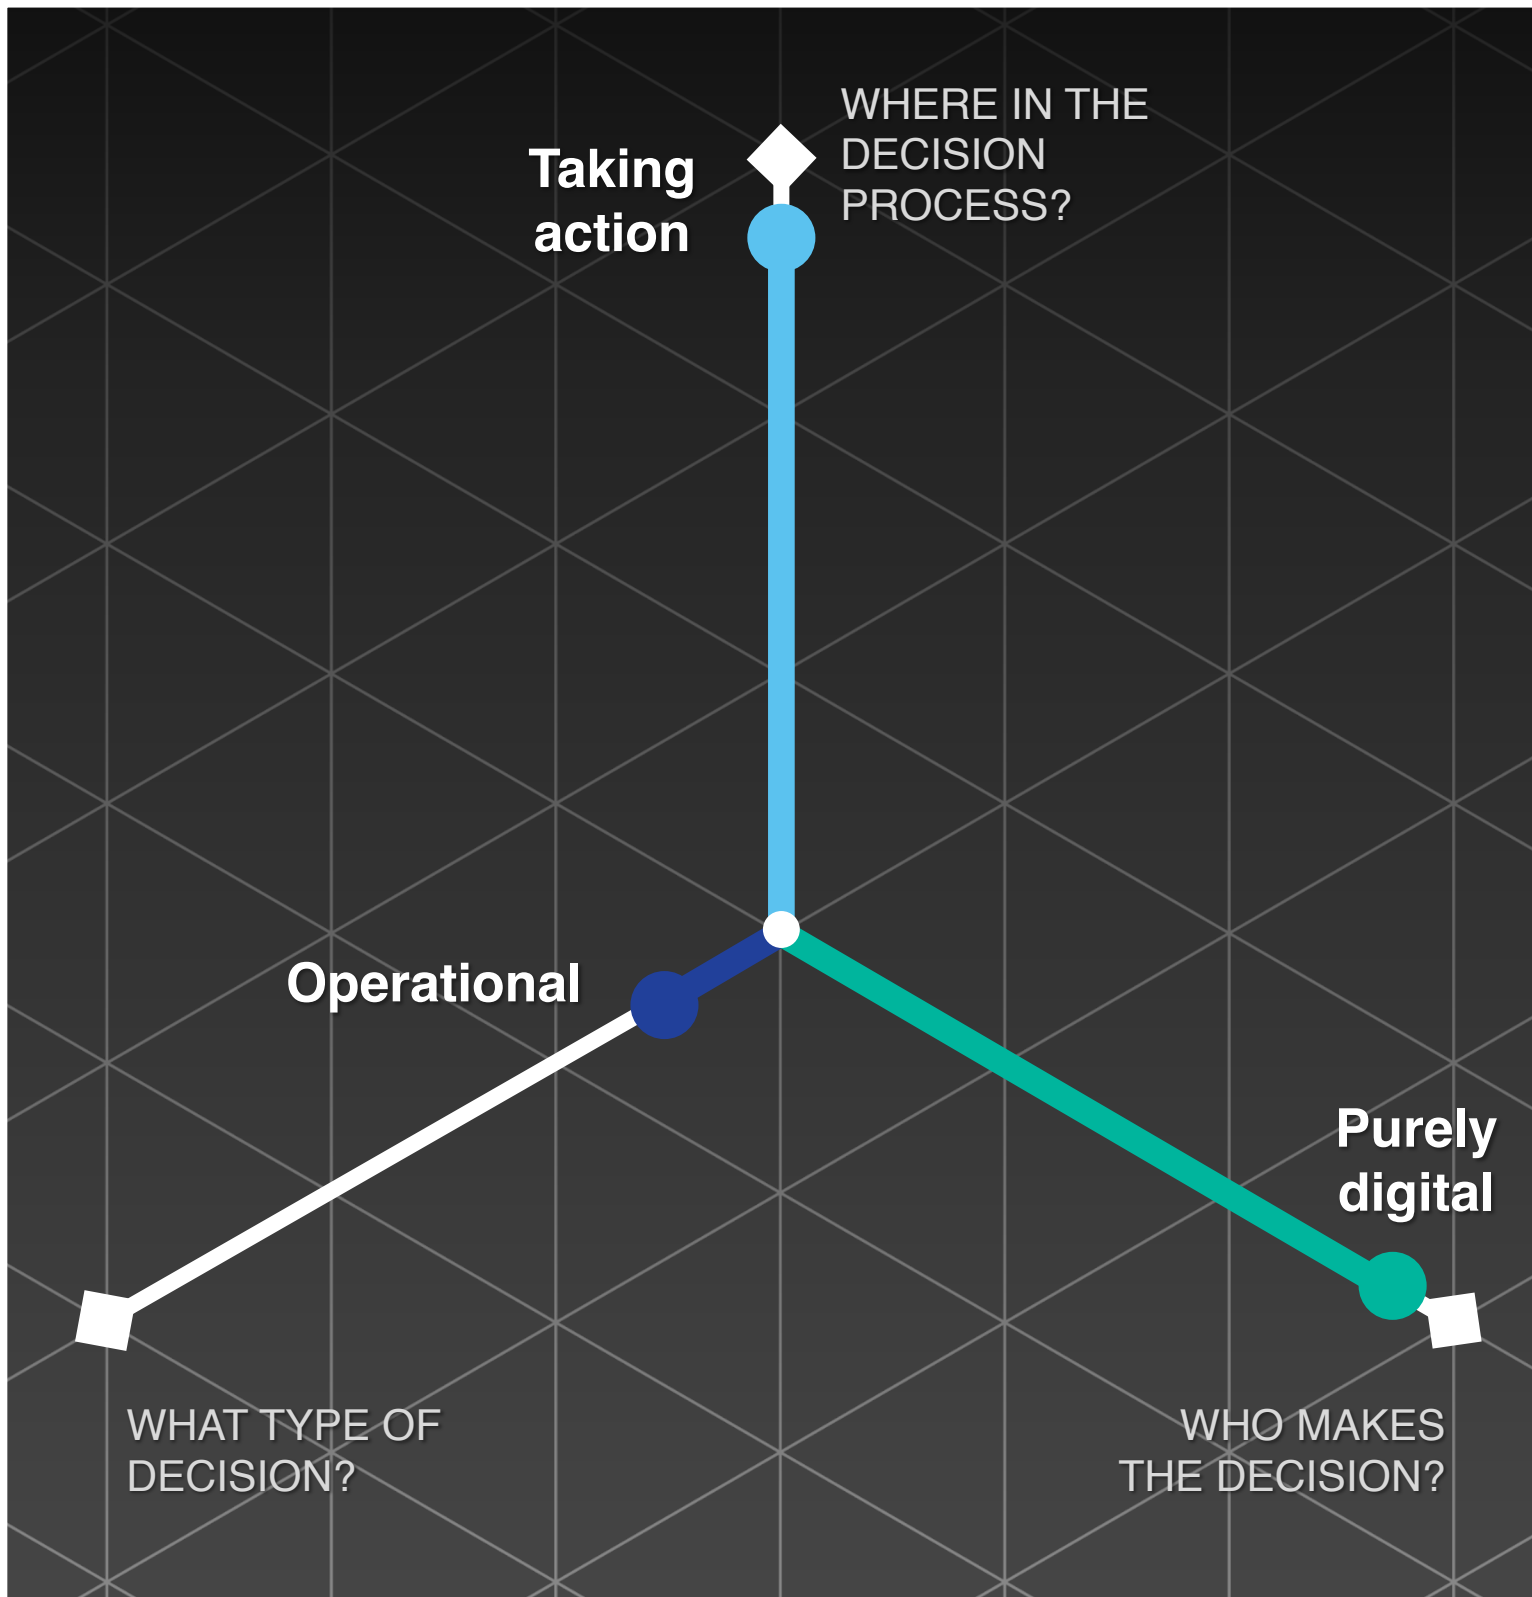 WHERE IN THE
DECISION
PROCESS?
Taking
action
Operational
Purely
digital
WHAT TYPE OF
DECISION?
WHO MAKES
THE DECISION?